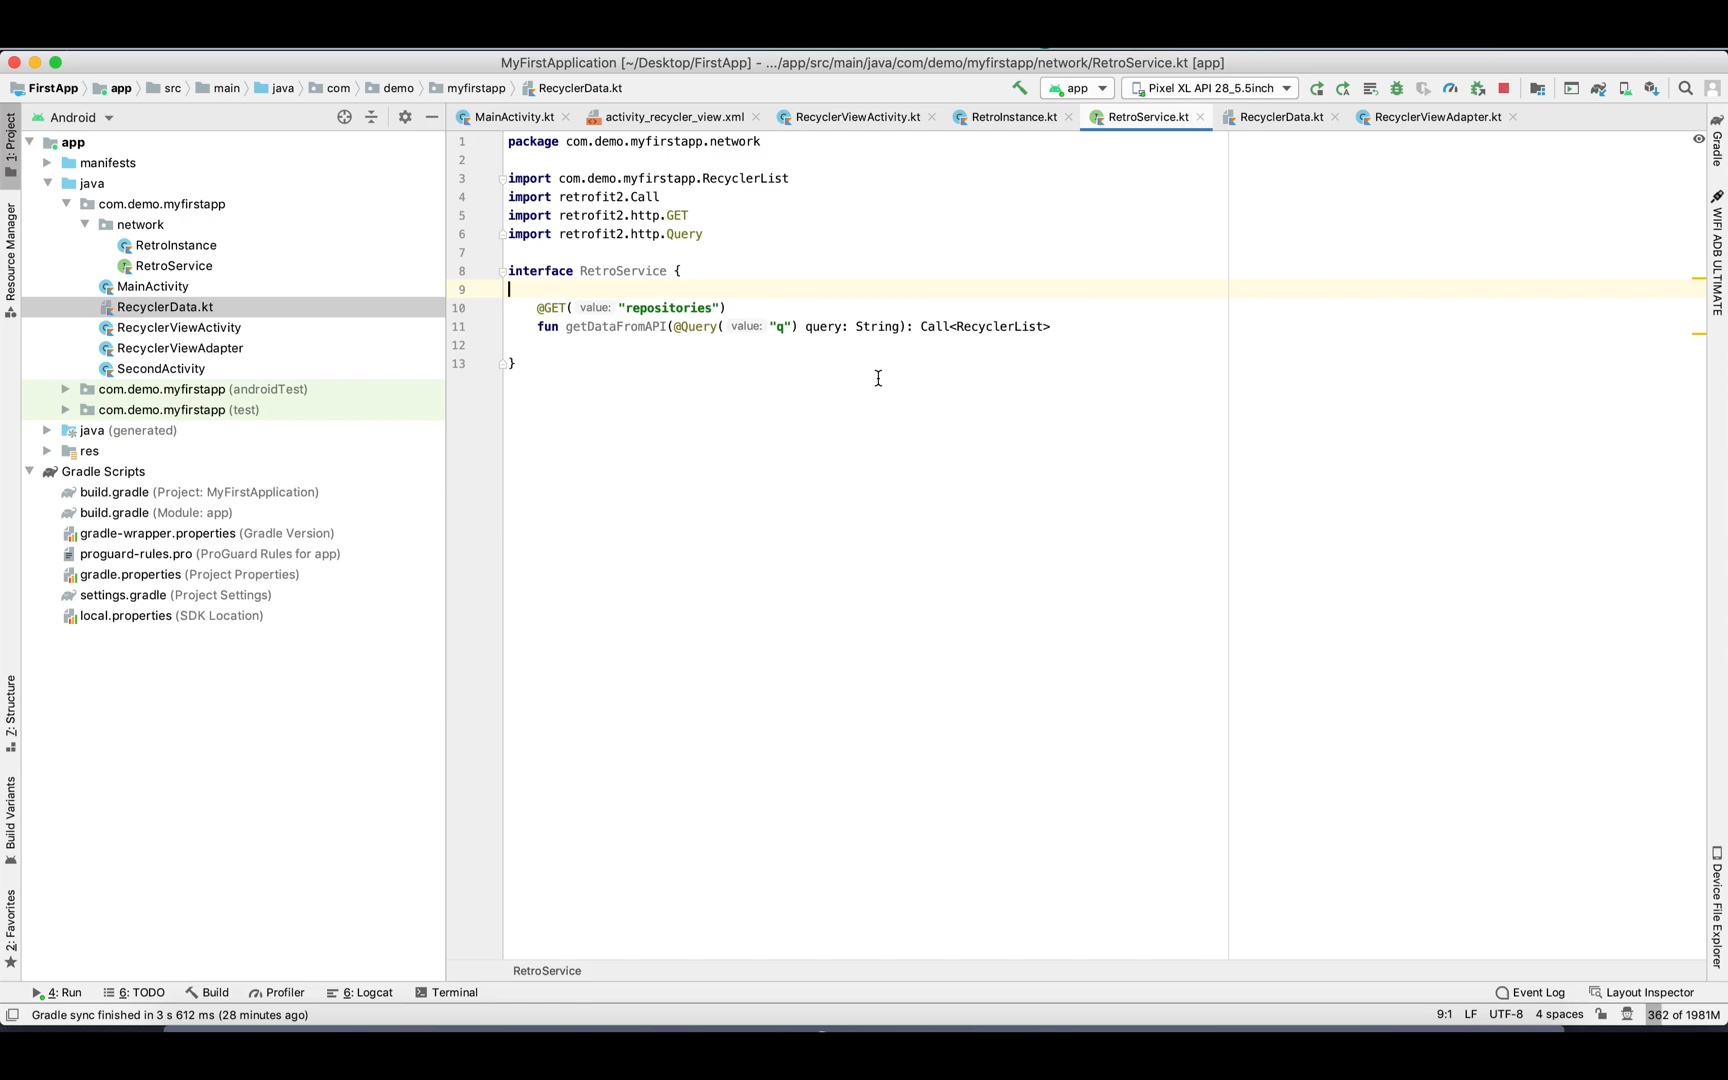 MyFirstApplication [~/Desktop/FirstApp] - .../app/src/main/java/com/demo/myfirstapp/network/RetroService.kt [app]
FirstApp app src main java com demo myfirstapp RecyclerData.kt app Pixel XL API 28_5.5inch
Android
MainActivity.kt activity_recycler_view.xml RecyclerViewActivity.kt RetroInstance.kt RetroService.kt RecyclerData.kt RecyclerViewAdapter.kt
1: Project
Resource Manager
Z: Structure
Build Variants
2: Favorites
app
manifests
java
com.demo.myfirstapp
network
RetroInstance
RetroService
MainActivity
RecyclerData.kt
RecyclerViewActivity
RecyclerViewAdapter
SecondActivity
com.demo.myfirstapp (androidTest)
com.demo.myfirstapp (test)
java (generated)
res
Gradle Scripts
build.gradle (Project: MyFirstApplication)
build.gradle (Module: app)
gradle-wrapper.properties (Gradle Version)
proguard-rules.pro (ProGuard Rules for app)
gradle.properties (Project Properties)
settings.gradle (Project Settings)
local.properties (SDK Location)
1 package com.demo.myfirstapp.network
2
3 import com.demo.myfirstapp.RecyclerList
4 import retrofit2.Call
5 import retrofit2.http.GET
6 import retrofit2.http.Query
7
8 interface RetroService {
9
10 @GET( value: "repositories")
11 fun getDataFromAPI(@Query( value: "q") query: String): Call<RecyclerList>
12
13 }
RetroService
Gradle
WIFI ADB ULTIMATE
Device File Explorer
4: Run 6: TODO Build Profiler 6: Logcat Terminal Event Log Layout Inspector
Gradle sync finished in 3 s 612 ms (28 minutes ago) 9:1 LF UTF-8 4 spaces 362 of 1981M